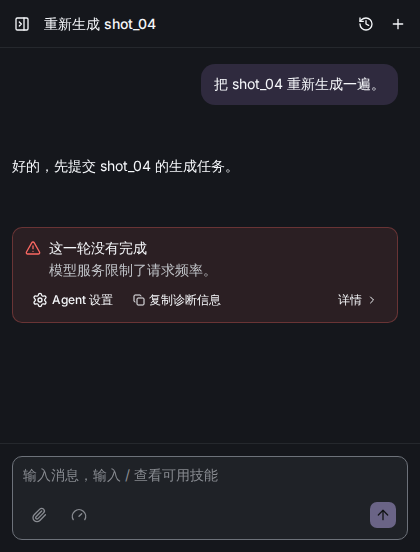 重新生成 shot_04
把 shot_04 重新生成一遍。
好的，先提交 shot_04 的生成任务。
这一轮没有完成
模型服务限制了请求频率。
Agent 设置 复制诊断信息 详情
输入消息，输入 / 查看可用技能